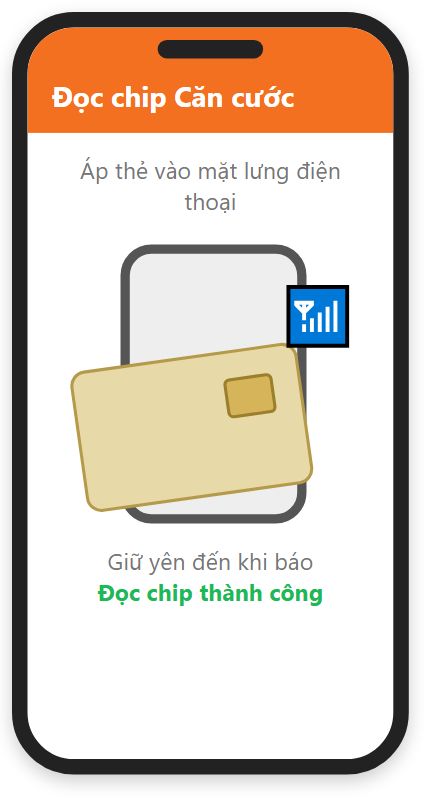 Đọc chip Căn cước
Áp thẻ vào mặt lưng điện
thoại
Giữ yên đến khi báo
Đọc chip thành công